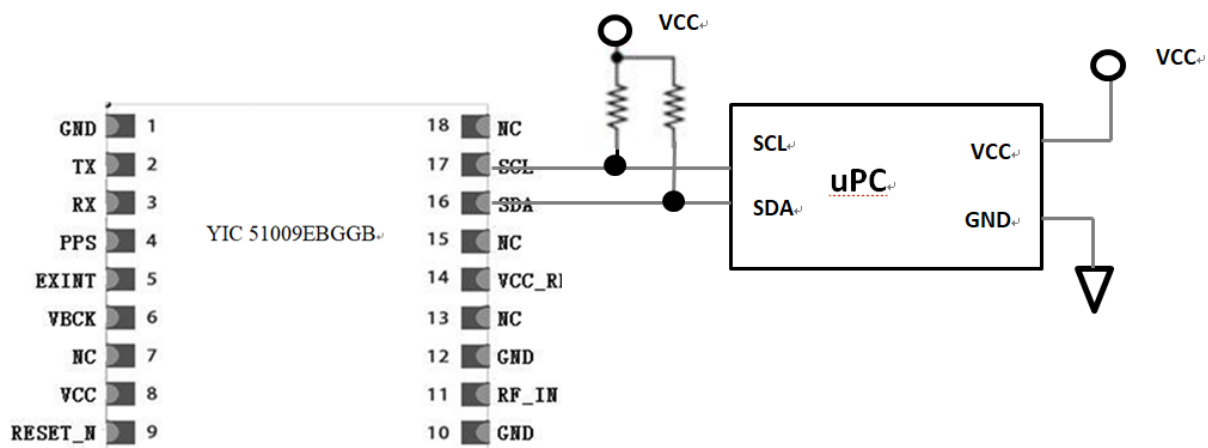 VCC
VCC
GND 1
TX 2
RX 3
PPS 4
EXINT 5
VBCK 6
NC 7
VCC 8
RESET_N 9
YIC 51009EBGGB
18 NC
17 SCL
16 SDA
15 NC
14 VCC_R
13 NC
12 GND
11 RF_IN
10 GND
SCL
SDA
uPC
VCC
GND